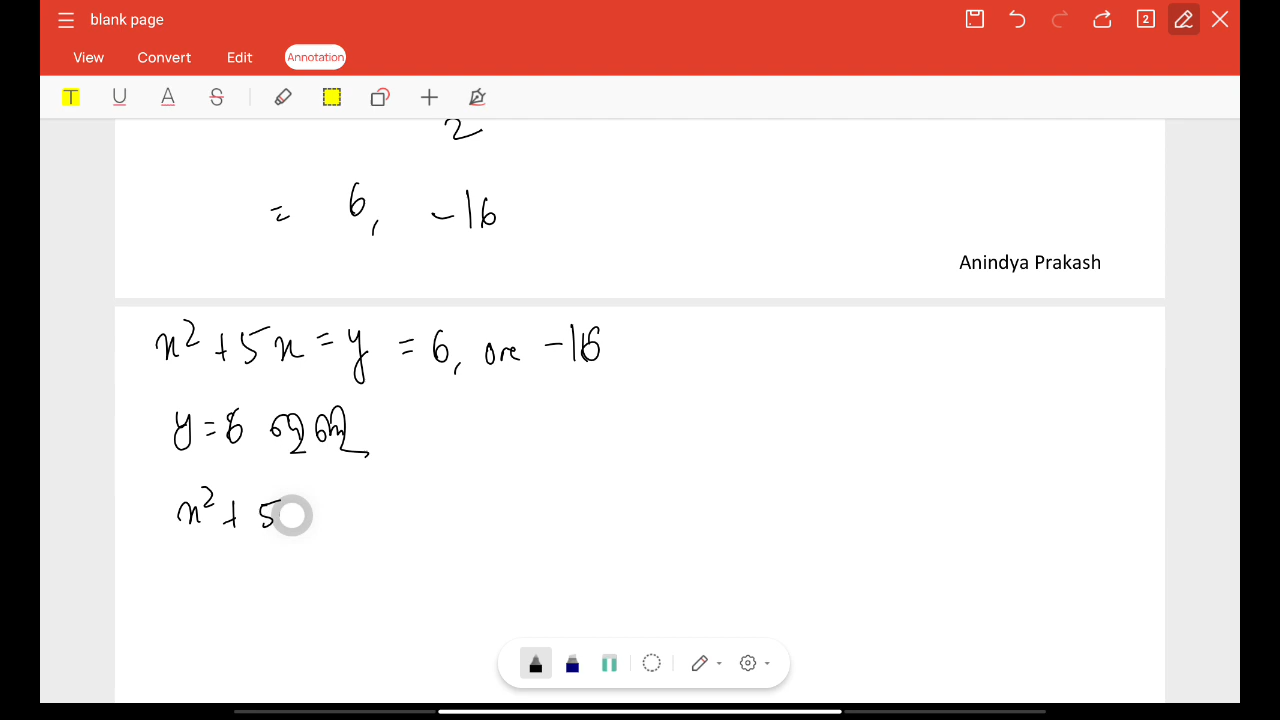 blank page
2
View Convert Edit Annotation
T U A S
2
= 6, -16
Anindya Prakash
x² + 5x = y = 6, ore -16
y = 6 ହେଲେ
x² + 5